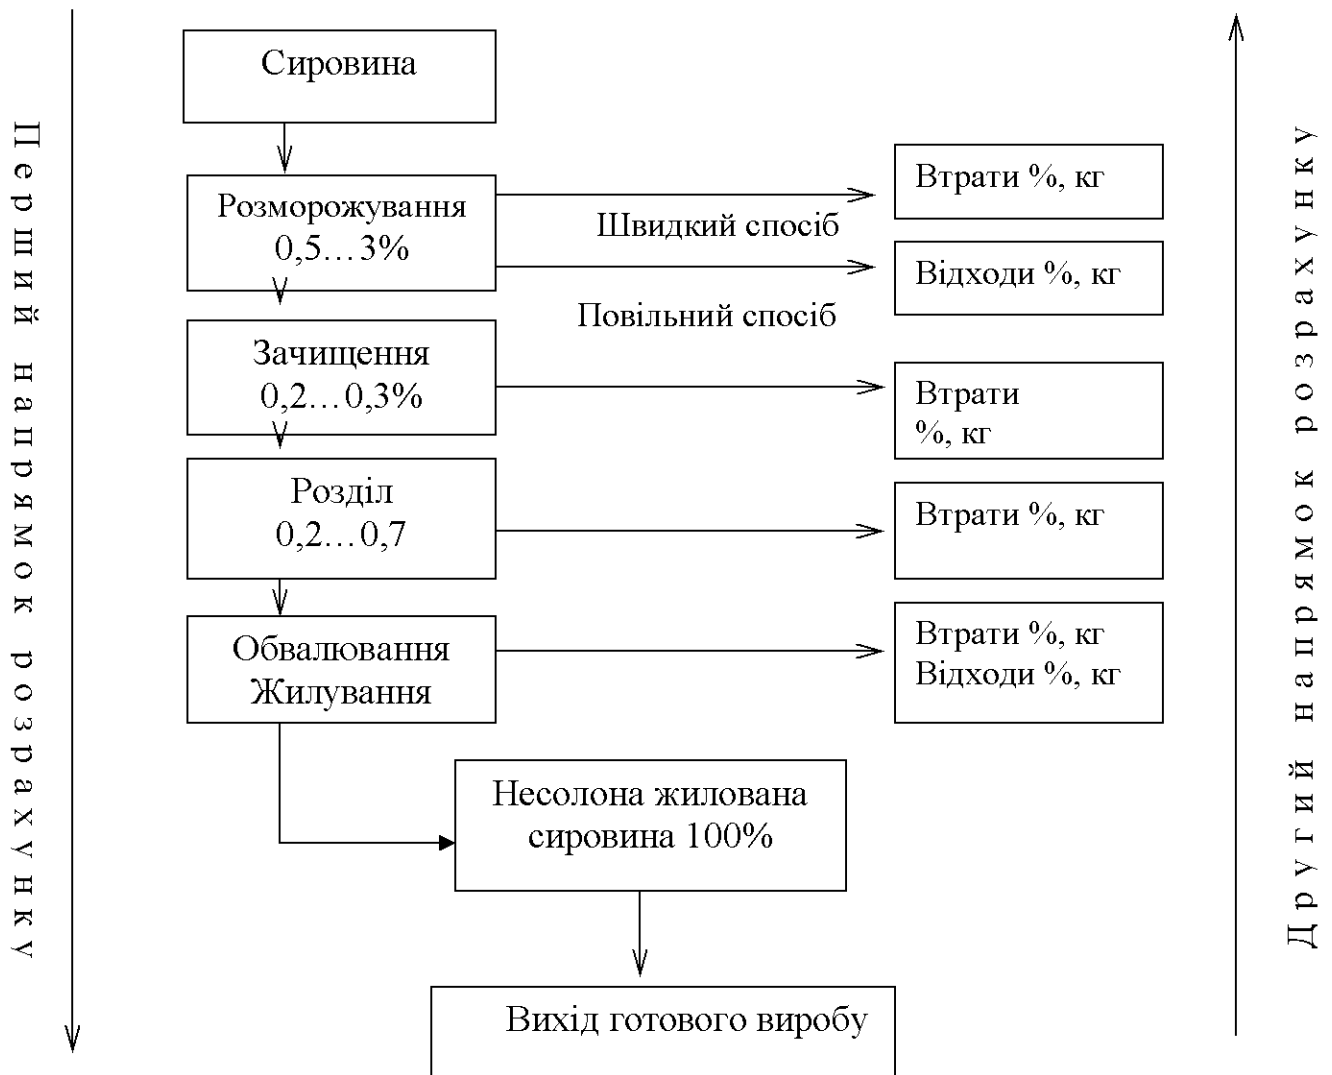 Перший напрямок розрахунку
Сировина
Розморожування
0,5…3%
Швидкий спосіб
Повільний спосіб
Втрати %, кг
Відходи %, кг
Зачищення
0,2…0,3%
Втрати
%, кг
Розділ
0,2…0,7
Втрати %, кг
Обвалювання
Жилування
Втрати %, кг
Відходи %, кг
Несолона жилована
сировина 100%
Вихід готового виробу
Другий напрямок розрахунку